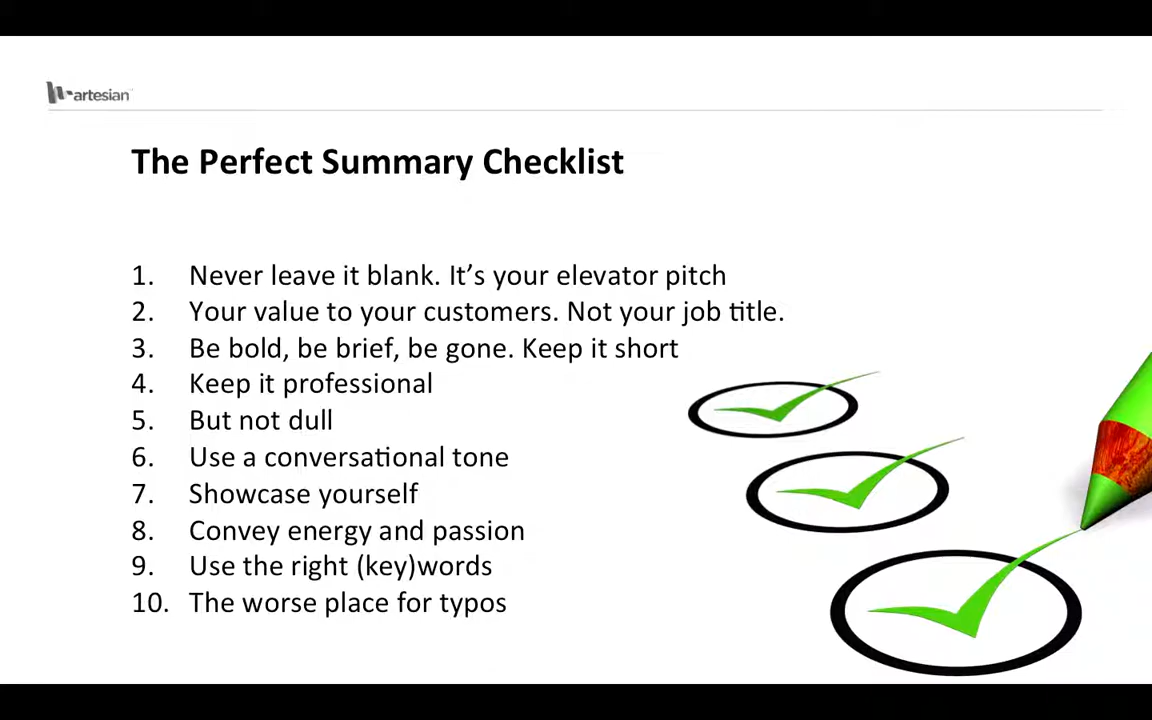 artesian
The Perfect Summary Checklist
1. Never leave it blank. It's your elevator pitch
2. Your value to your customers. Not your job title.
3. Be bold, be brief, be gone. Keep it short
4. Keep it professional
5. But not dull
6. Use a conversational tone
7. Showcase yourself
8. Convey energy and passion
9. Use the right (key)words
10. The worse place for typos